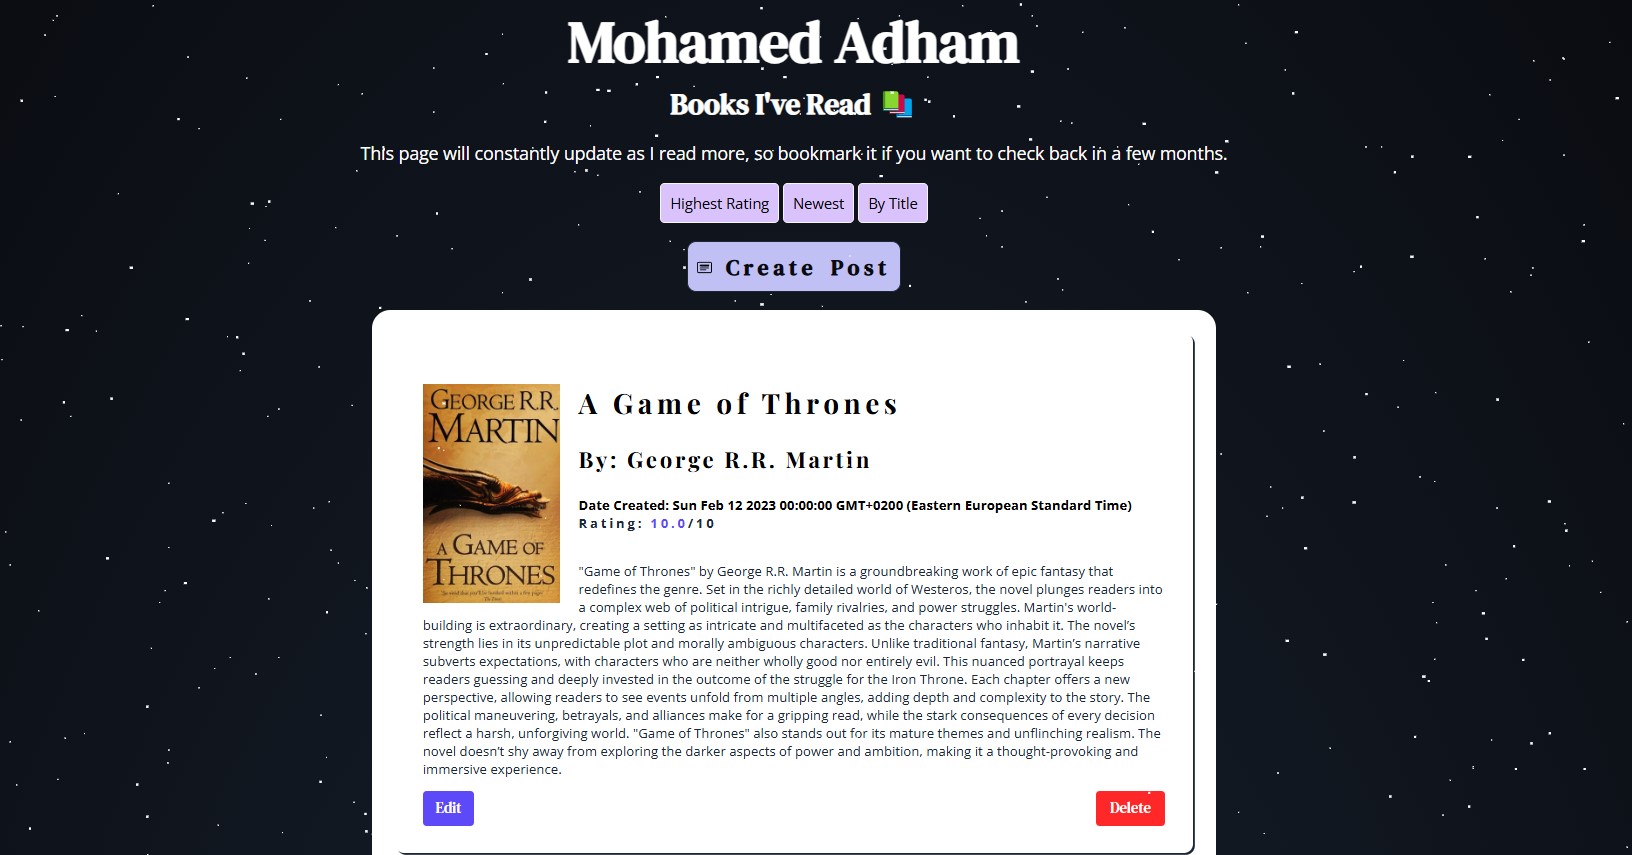 Mohamed Adham
Books I've Read
This page will constantly update as I read more, so bookmark it if you want to check back in a few months.
Highest Rating
Newest
By Title
Create Post
GEORGE R.R.
MARTIN
A GAME OF
THRONES
A Game of Thrones
By: George R.R. Martin
Date Created: Sun Feb 12 2023 00:00:00 GMT+0200 (Eastern European Standard Time)
Rating: 10.0/10
"Game of Thrones" by George R.R. Martin is a groundbreaking work of epic fantasy that
redefines the genre. Set in the richly detailed world of Westeros, the novel plunges readers into
a complex web of political intrigue, family rivalries, and power struggles. Martin's world-
building is extraordinary, creating a setting as intricate and multifaceted as the characters who inhabit it. The novel’s
strength lies in its unpredictable plot and morally ambiguous characters. Unlike traditional fantasy, Martin’s narrative
subverts expectations, with characters who are neither wholly good nor entirely evil. This nuanced portrayal keeps
readers guessing and deeply invested in the outcome of the struggle for the Iron Throne. Each chapter offers a new
perspective, allowing readers to see events unfold from multiple angles, adding depth and complexity to the story. The
political maneuvering, betrayals, and alliances make for a gripping read, while the stark consequences of every decision
reflect a harsh, unforgiving world. "Game of Thrones" also stands out for its mature themes and unflinching realism. The
novel doesn’t shy away from exploring the darker aspects of power and ambition, making it a thought-provoking and
immersive experience.
Edit
Delete